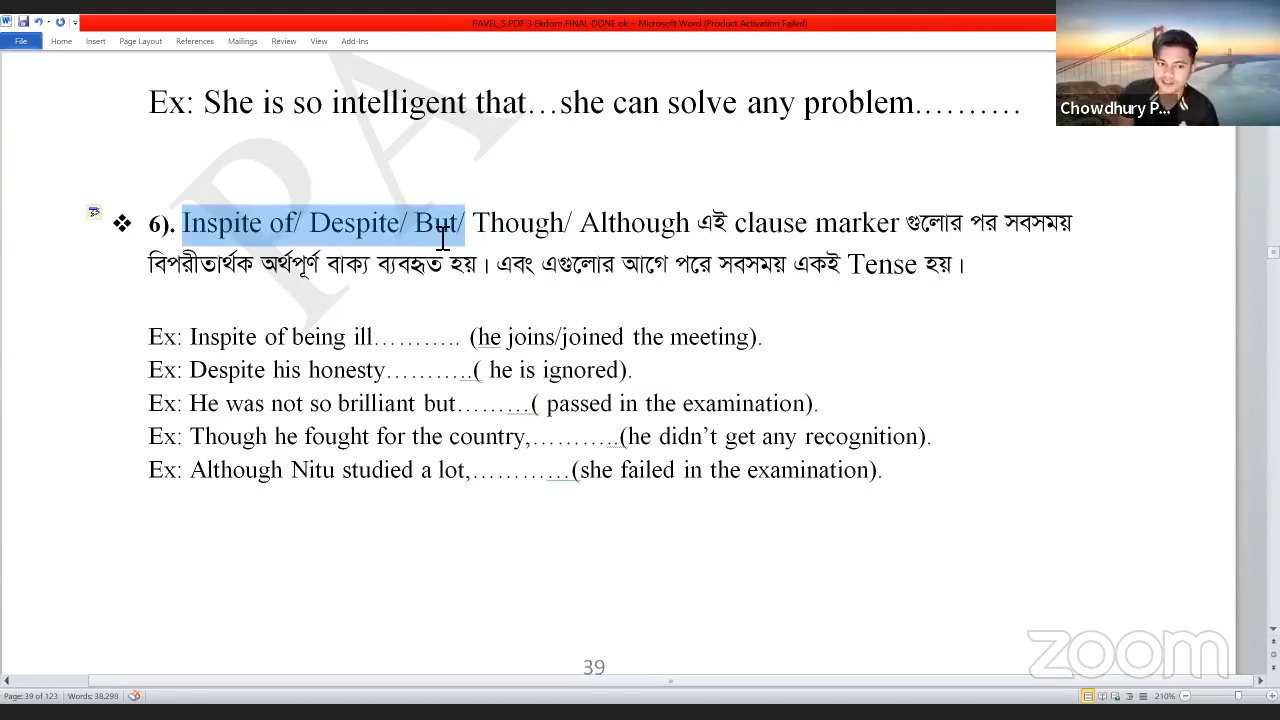 PAVEL_S PDF 3 Ekdom FINAL DONE ok - Microsoft Word (Product Activation Failed)
File Home Insert Page Layout References Mailings Review View Add-Ins
Ex: She is so intelligent that…she can solve any problem……….
Chowdhury P...
❖ 6). Inspite of/ Despite/ But/ Though/ Although এই clause marker গুলোর পর সবসময়
বিপরীতার্থক অর্থপূর্ণ বাক্য ব্যবহৃত হয়। এবং এগুলোর আগে পরে সবসময় একই Tense হয়।
Ex: Inspite of being ill……….. (he joins/joined the meeting).
Ex: Despite his honesty………..( he is ignored).
Ex: He was not so brilliant but………( passed in the examination).
Ex: Though he fought for the country,………..(he didn’t get any recognition).
Ex: Although Nitu studied a lot,…………(she failed in the examination).
PA
zoom
39
Page: 39 of 123 Words: 38,298 210%